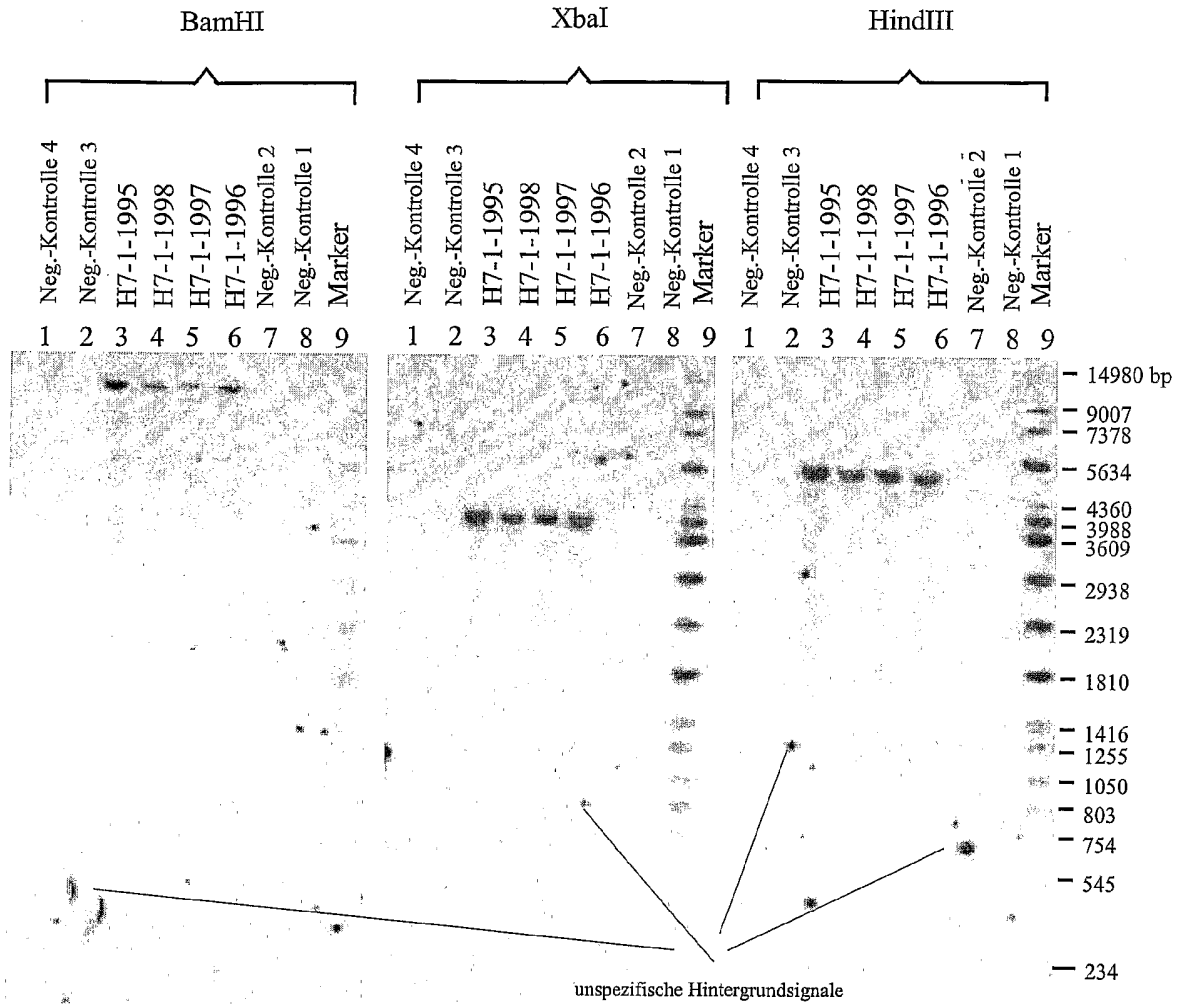 BamHI
XbaI
HindIII
Neg.-Kontrolle 4
Neg.-Kontrolle 3
H7-1-1995
H7-1-1998
H7-1-1997
H7-1-1996
Neg.-Kontrolle 2
Neg.-Kontrolle 1
Marker
Neg.-Kontrolle 4
Neg.-Kontrolle 3
H7-1-1995
H7-1-1998
H7-1-1997
H7-1-1996
Neg.-Kontrolle 2
Neg.-Kontrolle 1
Marker
Neg.-Kontrolle 4
Neg.-Kontrolle 3
H7-1-1995
H7-1-1998
H7-1-1997
H7-1-1996
Neg.-Kontrolle 2
Neg.-Kontrolle 1
Marker
1 2 3 4 5 6 7 8 9
1 2 3 4 5 6 7 8 9
1 2 3 4 5 6 7 8 9
14980 bp
9007
7378
5634
4360
3988
3609
2938
2319
1810
1416
1255
1050
803
754
545
234
unspezifische Hintergrundsignale